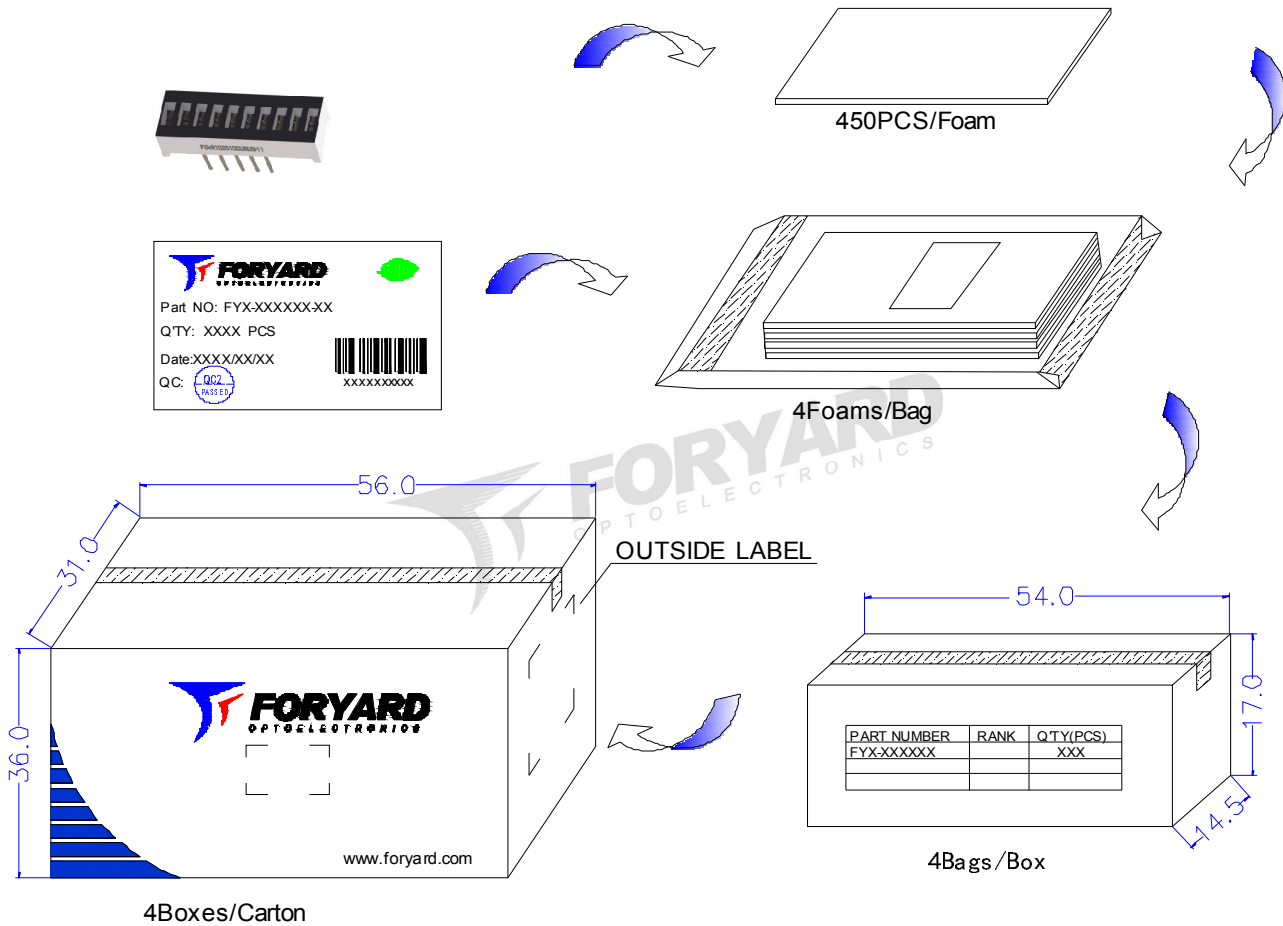 450PCS/Foam
FORYARD
OPTOELECTRONICS
Part NO: FYX-XXXXXX-XX
Q'TY: XXXX PCS
Date:XXXX/XX/XX
QC: QC2
PASSED
XXXXXXXXXX
4Foams/Bag
FORYARD
OPTOELECTRONICS
56.0
31.0
36.0
OUTSIDE LABEL
FORYARD
OPTOELECTRONICS
www.foryard.com
4Boxes/Carton
54.0
17.0
14.5
PART NUMBER RANK Q'TY(PCS)
FYX-XXXXXX XXX
4Bags/Box